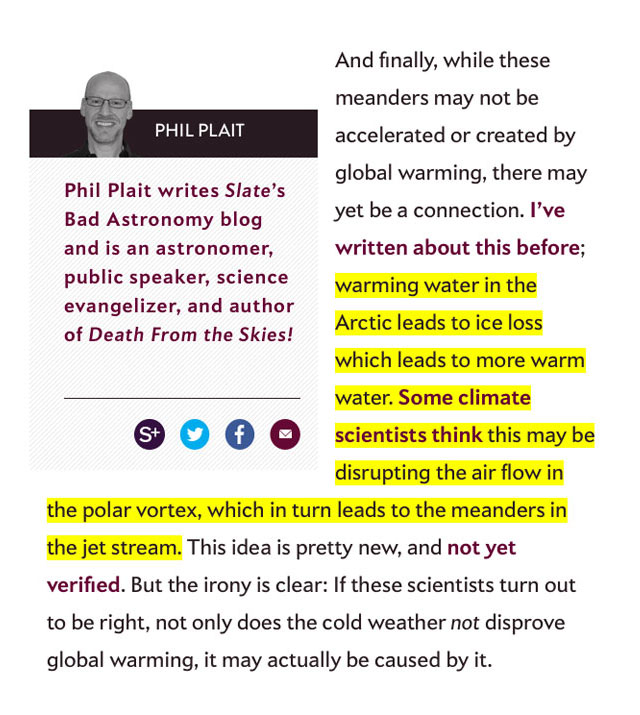 PHIL PLAIT
Phil Plait writes Slate’s
Bad Astronomy blog
and is an astronomer,
public speaker, science
evangelizer, and author
of Death From the Skies!
S+
And finally, while these
meanders may not be
accelerated or created by
global warming, there may
yet be a connection. I’ve
written about this before;
warming water in the
Arctic leads to ice loss
which leads to more warm
water. Some climate
scientists think this may be
disrupting the air flow in
the polar vortex, which in turn leads to the meanders in
the jet stream. This idea is pretty new, and not yet
verified. But the irony is clear: If these scientists turn out
to be right, not only does the cold weather not disprove
global warming, it may actually be caused by it.